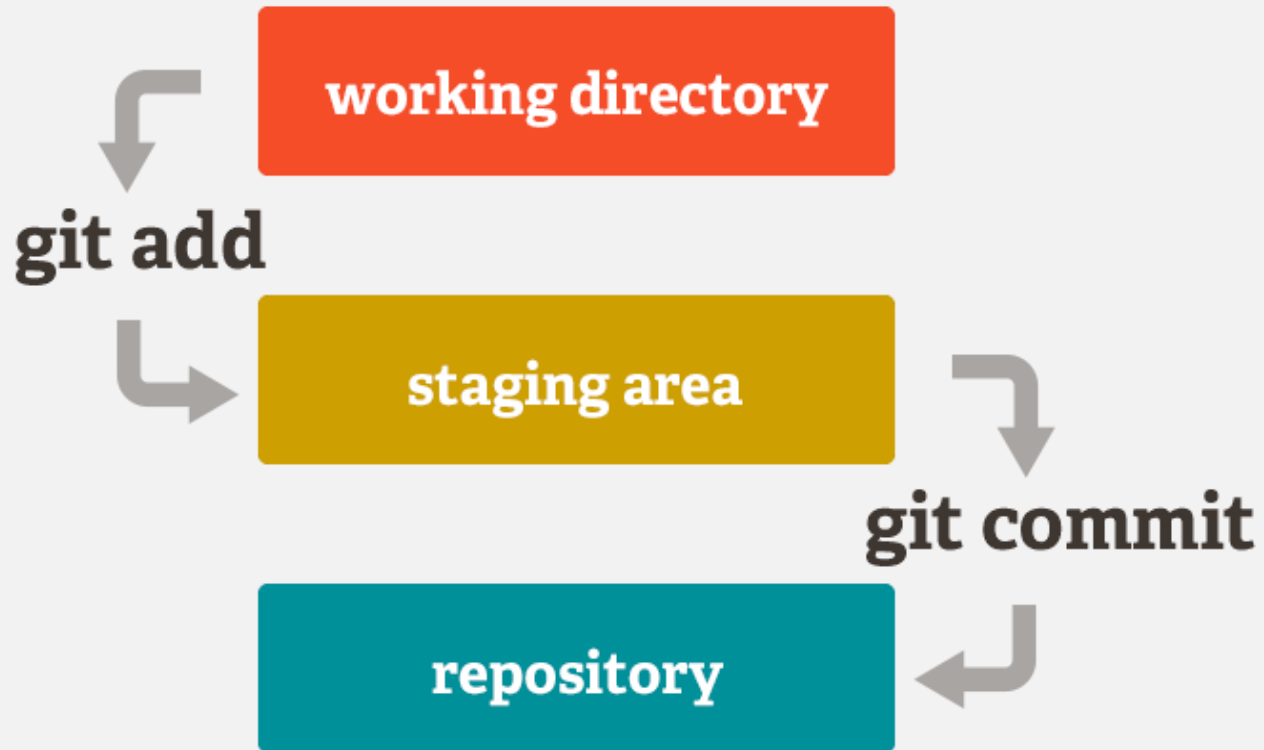 working directory
git add
staging area
git commit
repository